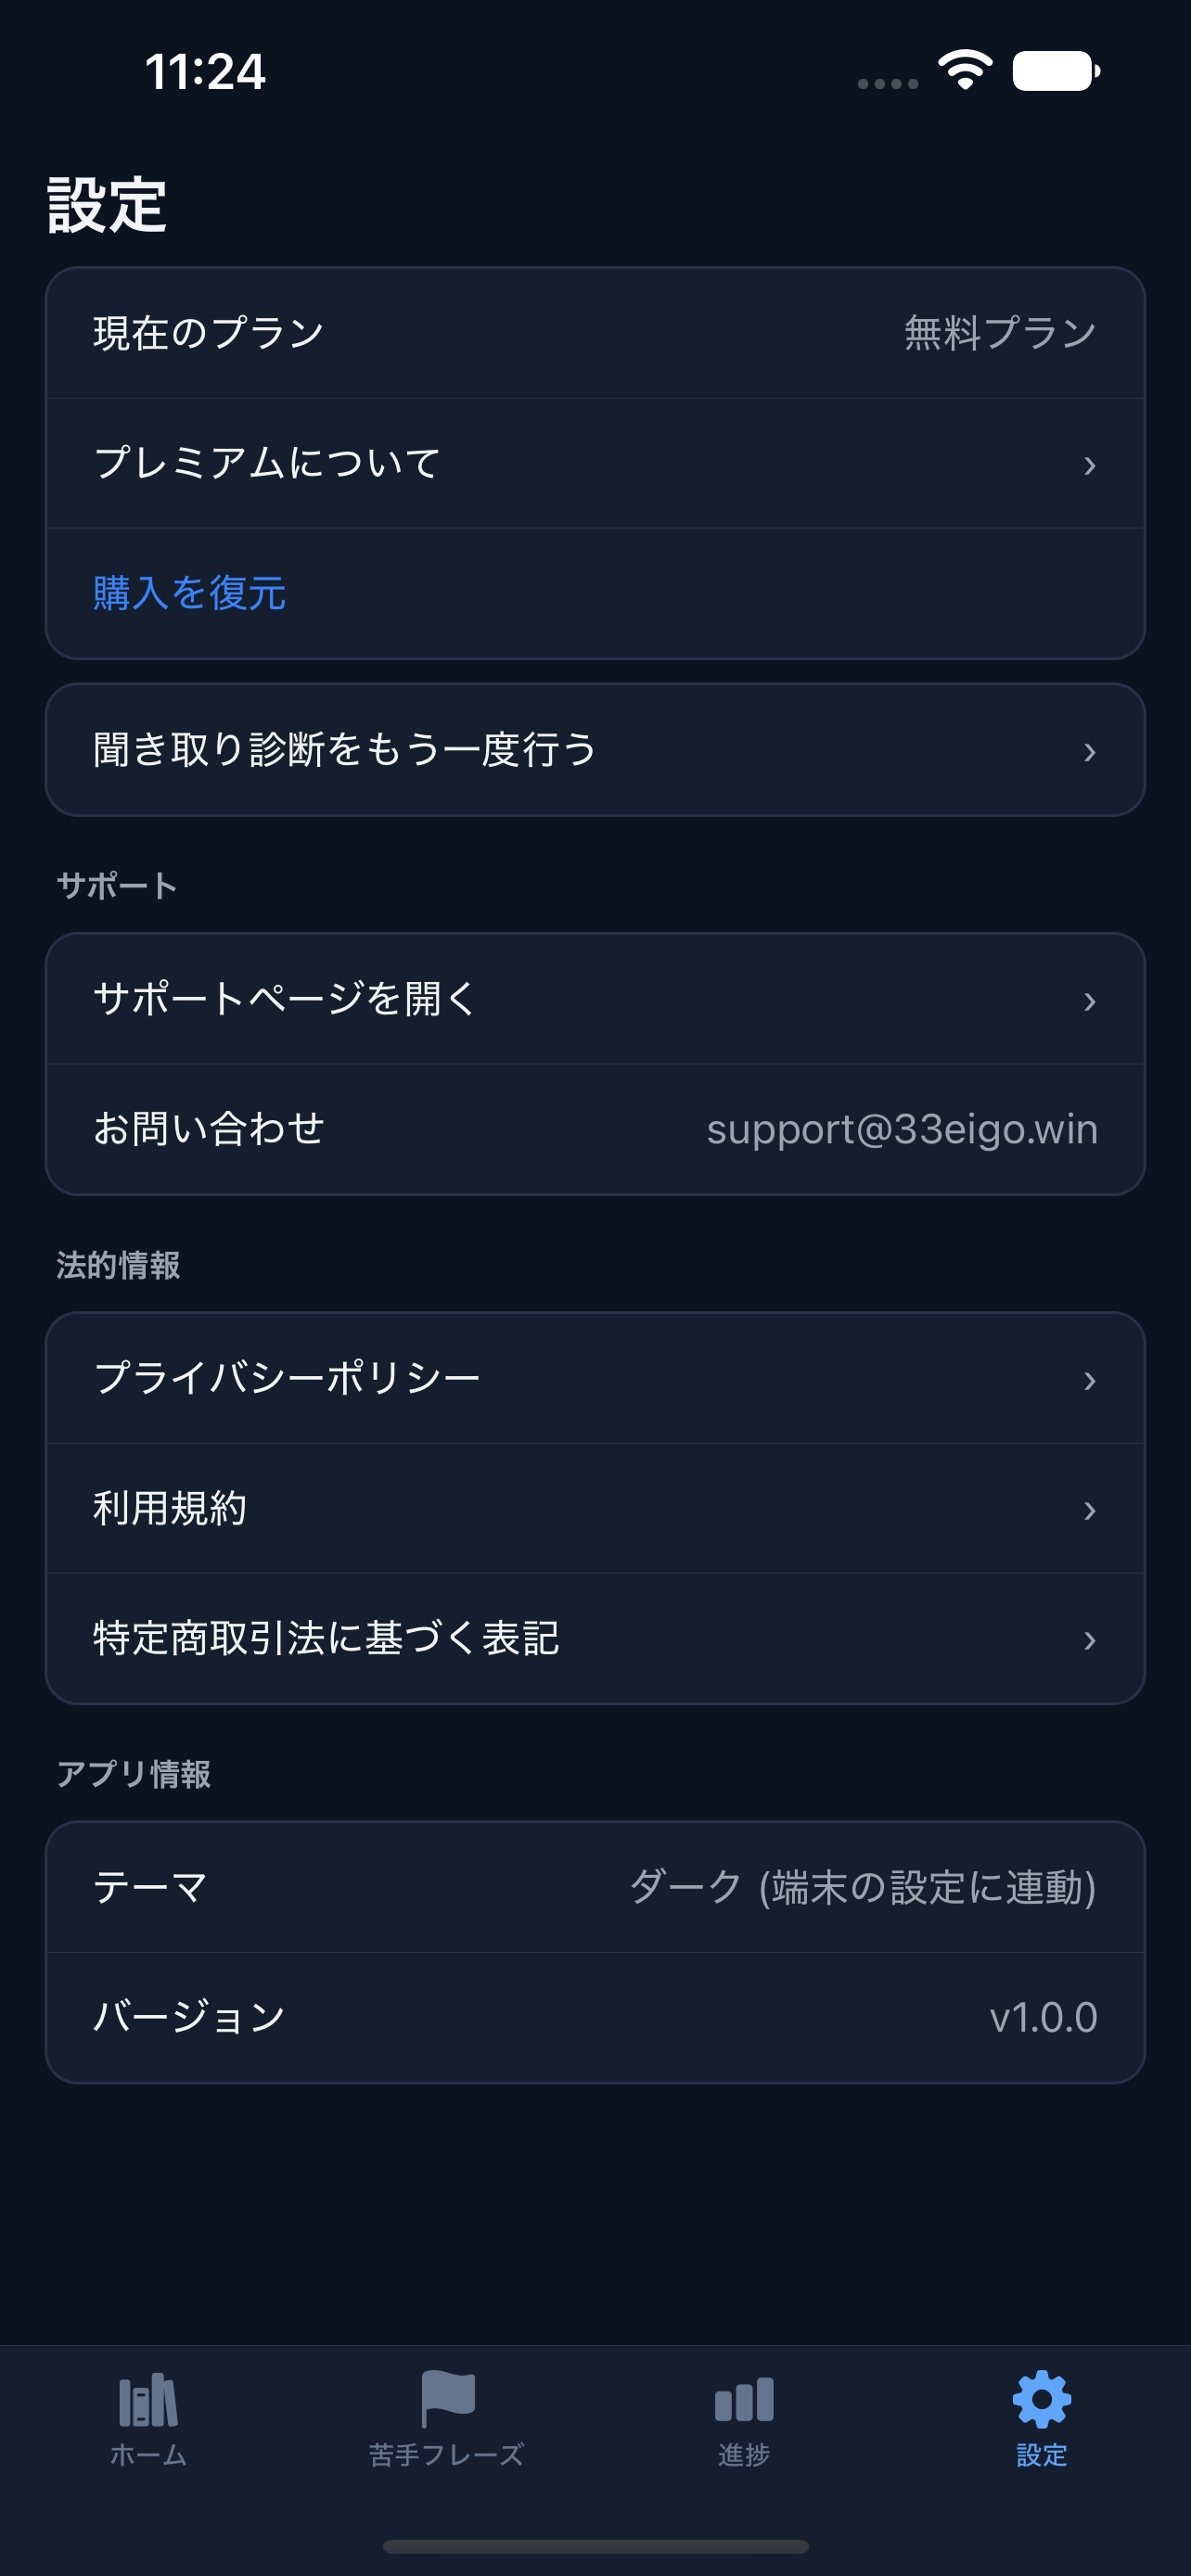 11:24
設定
現在のプラン 無料プラン
プレミアムについて ›
購入を復元
聞き取り診断をもう一度行う ›
サポート
サポートページを開く ›
お問い合わせ support@33eigo.win
法的情報
プライバシーポリシー ›
利用規約 ›
特定商取引法に基づく表記 ›
アプリ情報
テーマ ダーク (端末の設定に連動)
バージョン v1.0.0
ホーム 苦手フレーズ 進捗 設定